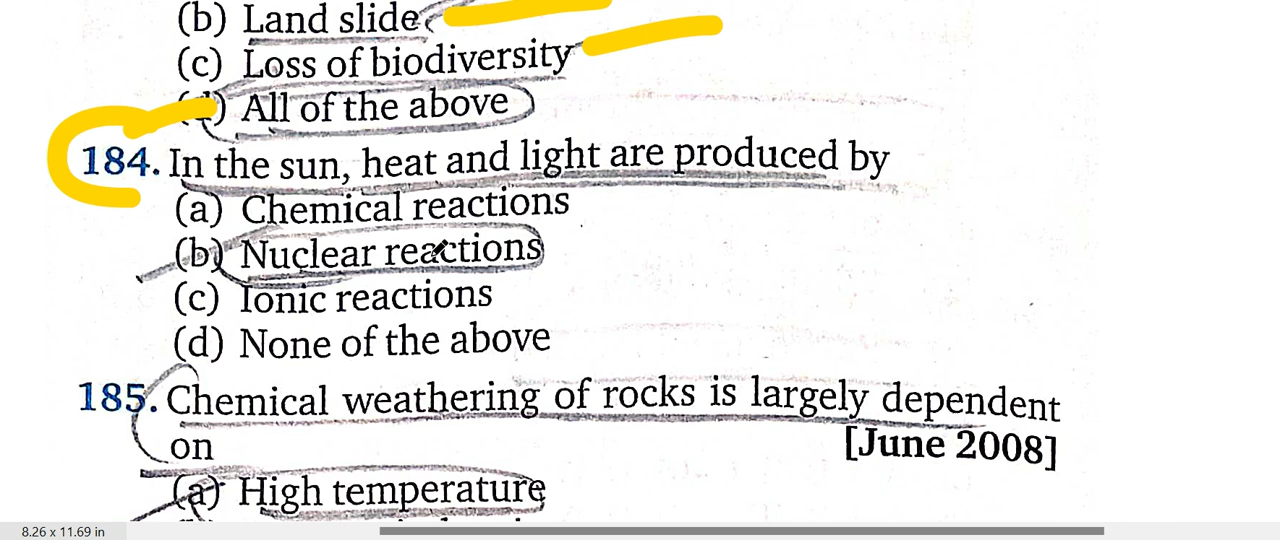 (b) Land slide
(c) Loss of biodiversity
(d) All of the above
184. In the sun, heat and light are produced by
(a) Chemical reactions
(b) Nuclear reactions
(c) Ionic reactions
(d) None of the above
185. Chemical weathering of rocks is largely dependent
on [June 2008]
(a) High temperature
8.26 x 11.69 in